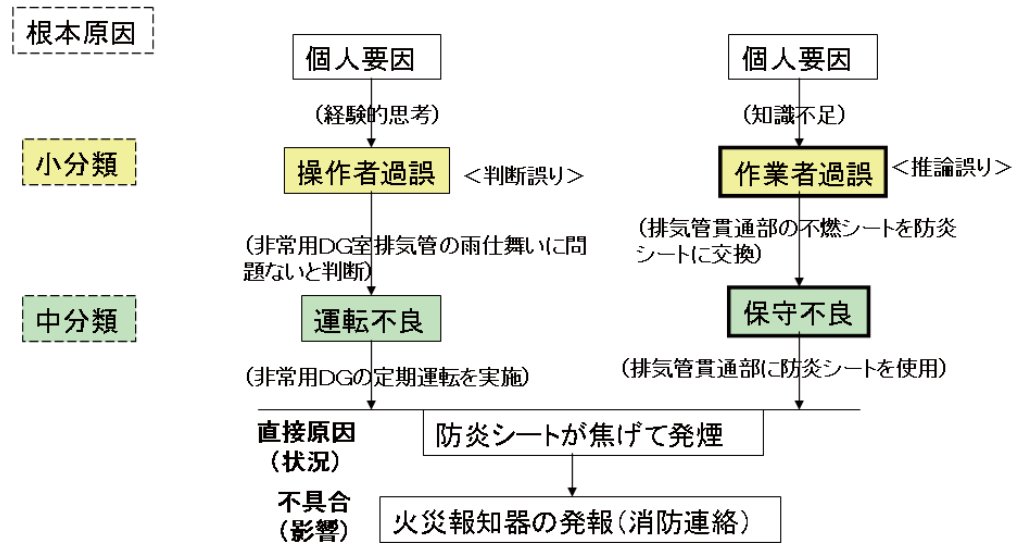 根本原因
個人要因
個人要因
(経験的思考)
(知識不足)
小分類
操作者過誤
＜判断誤り＞
作業者過誤
＜推論誤り＞
(非常用DG室排気管の雨仕舞いに問
題ないと判断)
(排気管貫通部の不燃シートを防炎
シートに交換)
中分類
運転不良
保守不良
(非常用DGの定期運転を実施)
(排気管貫通部に防炎シートを使用)
直接原因
(状況)
防炎シートが焦げて発煙
不具合
(影響)
火災報知器の発報(消防連絡)